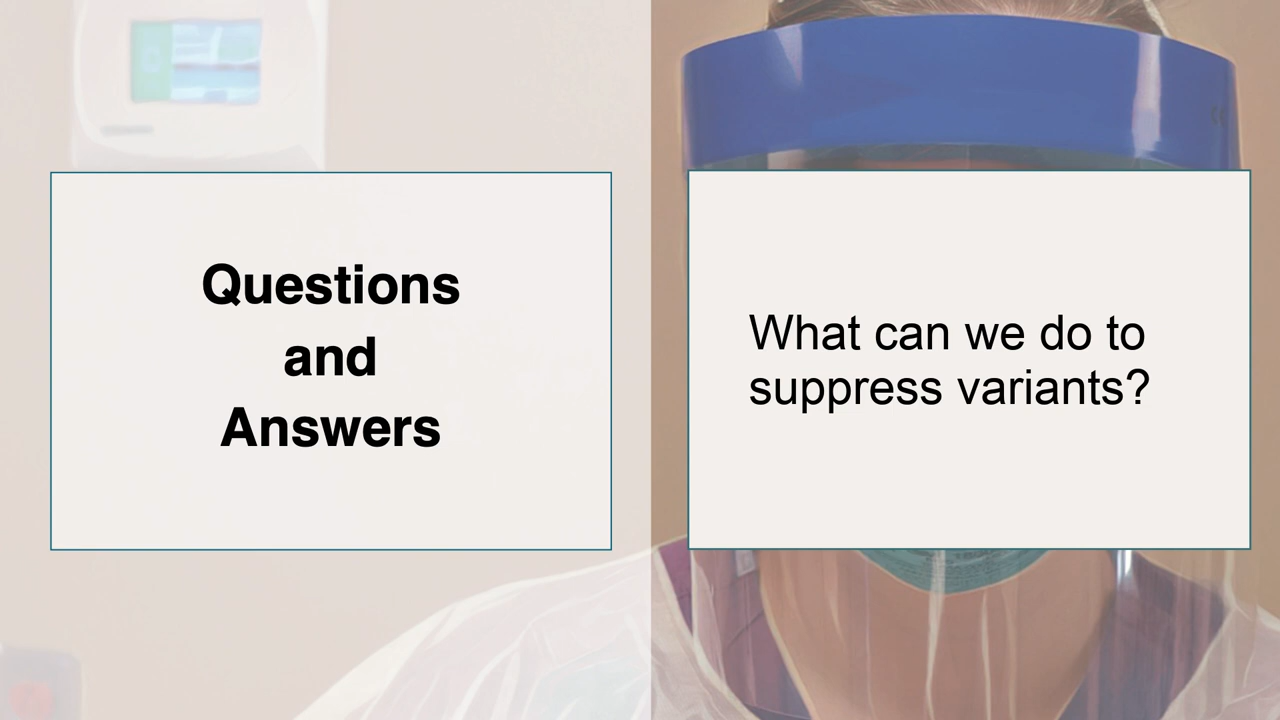 Questions
and
Answers
What can we do to
suppress variants?